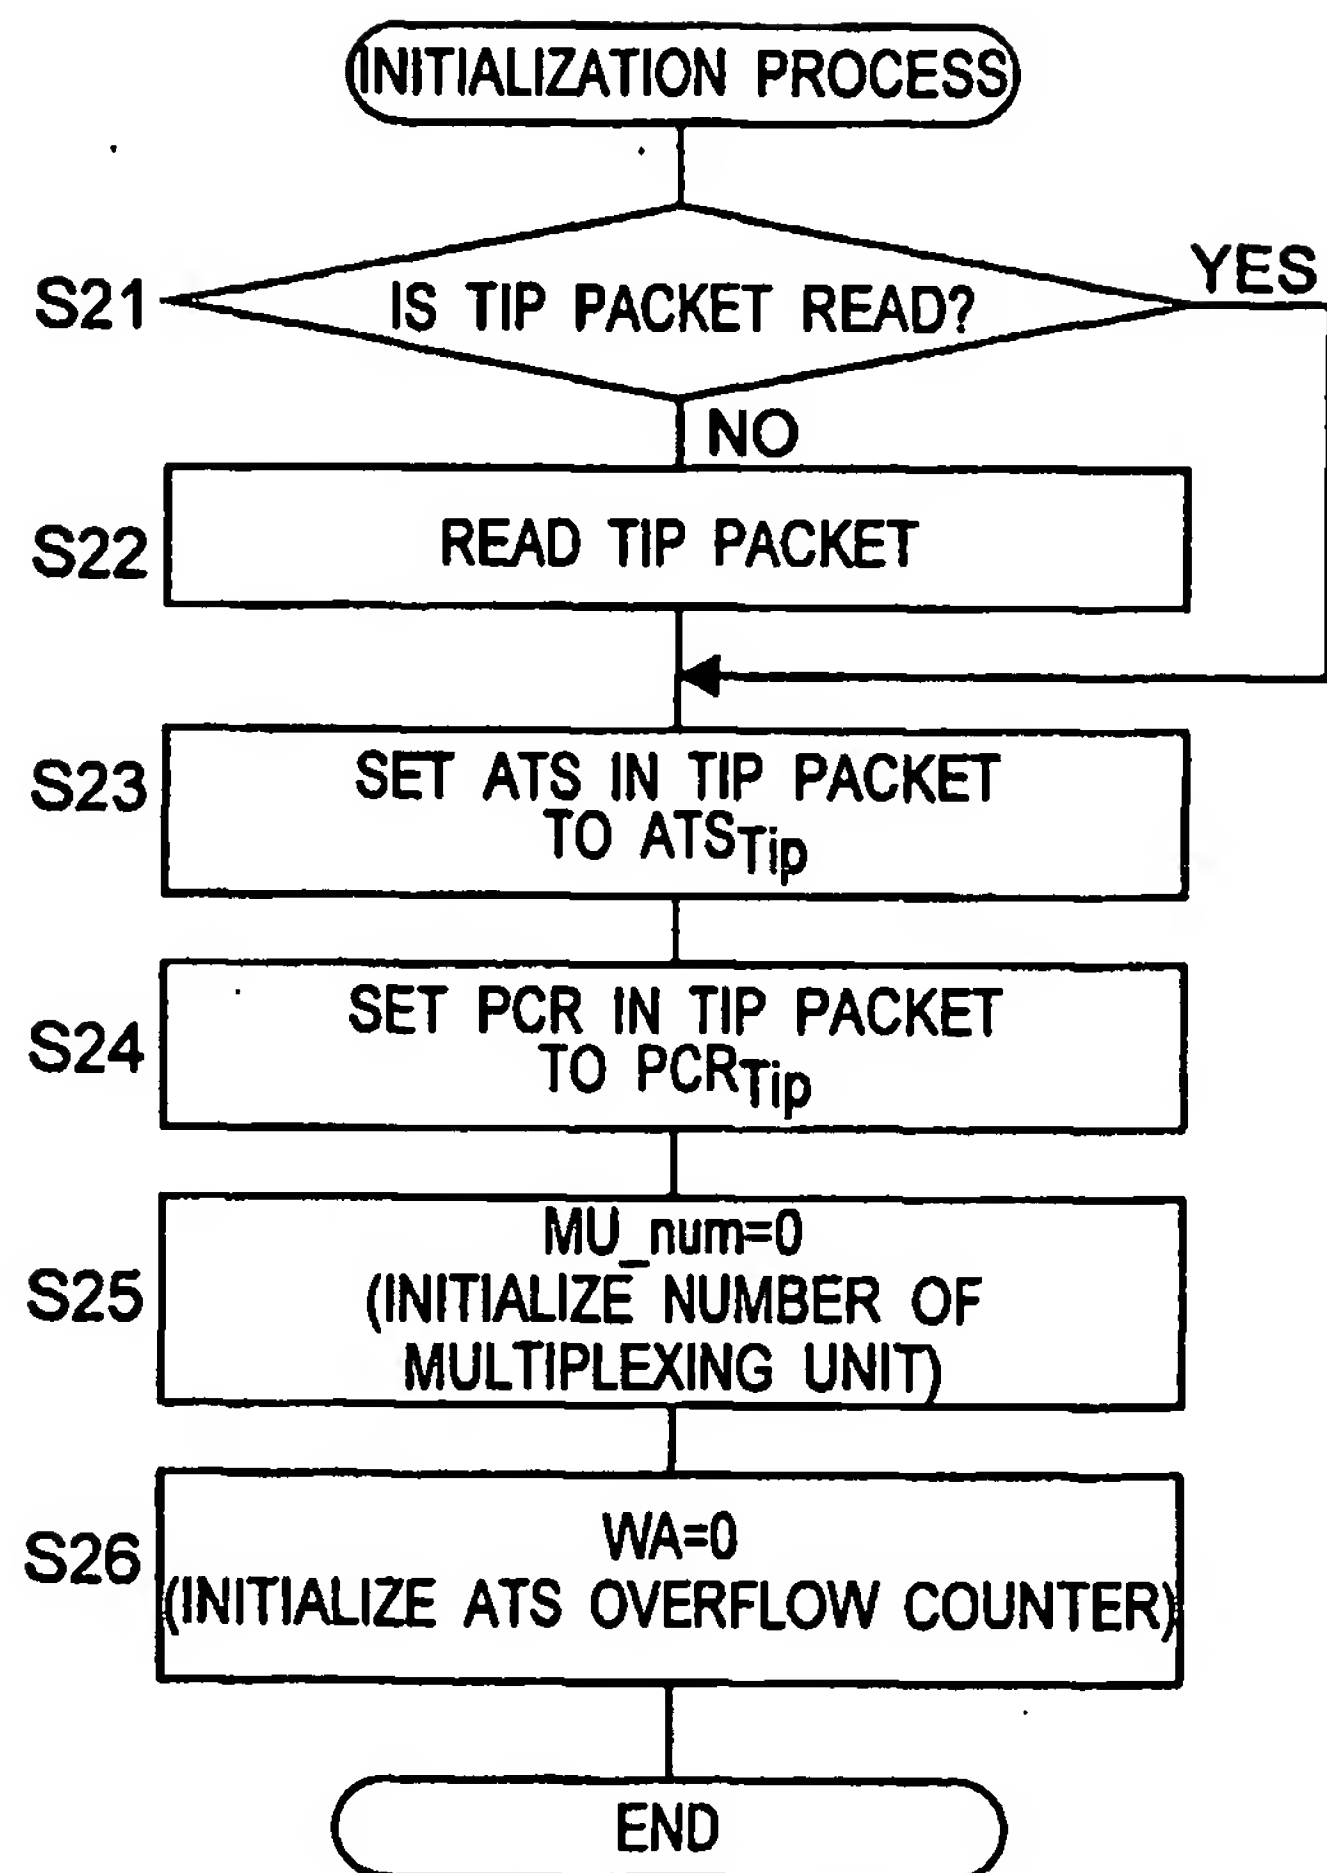 INITIALIZATION PROCESS
S21
IS TIP PACKET READ?
YES
NO
S22
READ TIP PACKET
S23
SET ATS IN TIP PACKET
TO ATSTip
S24
SET PCR IN TIP PACKET
TO PCRTip
S25
MU_num=0
(INITIALIZE NUMBER OF
MULTIPLEXING UNIT)
S26
WA=0
(INITIALIZE ATS OVERFLOW COUNTER)
END